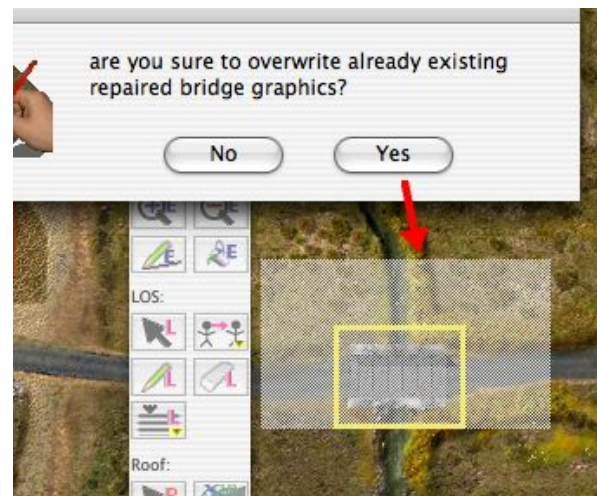 are you sure to overwrite already existing
repaired bridge graphics?
No
Yes
E
E
E
E
LOS:
L
L
L
L
Roof:
R